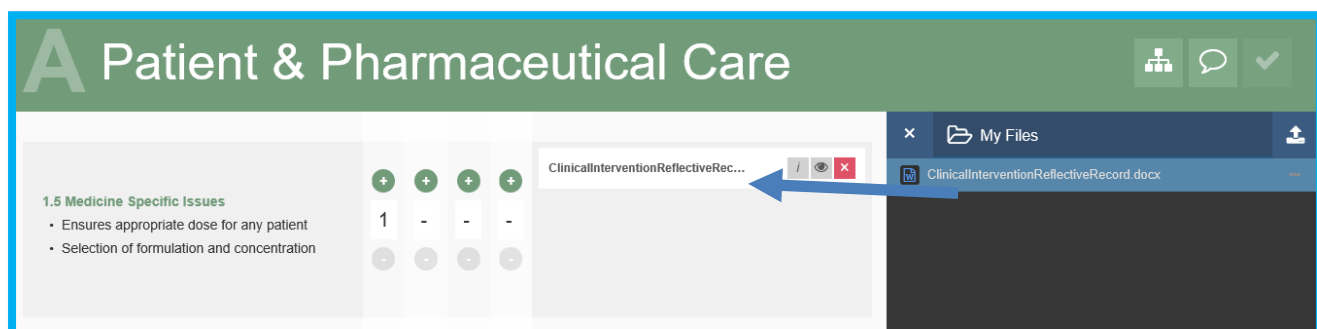 A Patient & Pharmaceutical Care
× My Files
ClinicalInterventionReflectiveRec... i ×
W ClinicalInterventionReflectiveRecord.docx ...
+ + + +
1.5 Medicine Specific Issues
• Ensures appropriate dose for any patient
• Selection of formulation and concentration
1 - - -
- - - -